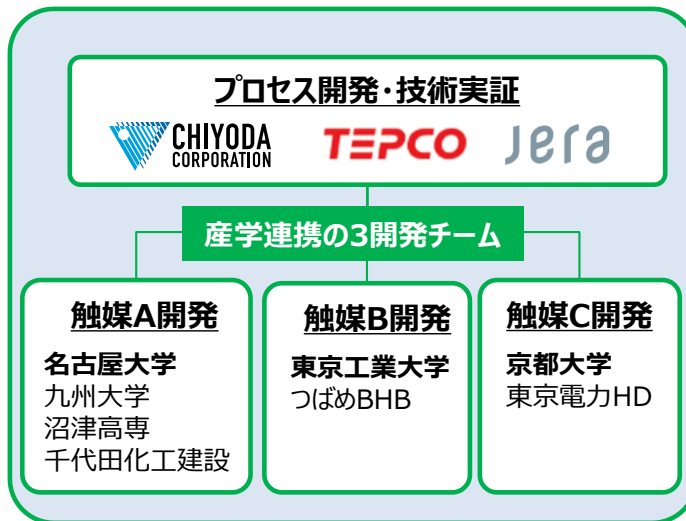 プロセス開発・技術実証
CHIYODA
CORPORATION
TEPCO
Jera
産学連携の3開発チーム
触媒A開発
名古屋大学
九州大学
沼津高専
千代田化工建設
触媒B開発
東京工業大学
つばめBHB
触媒C開発
京都大学
東京電力HD